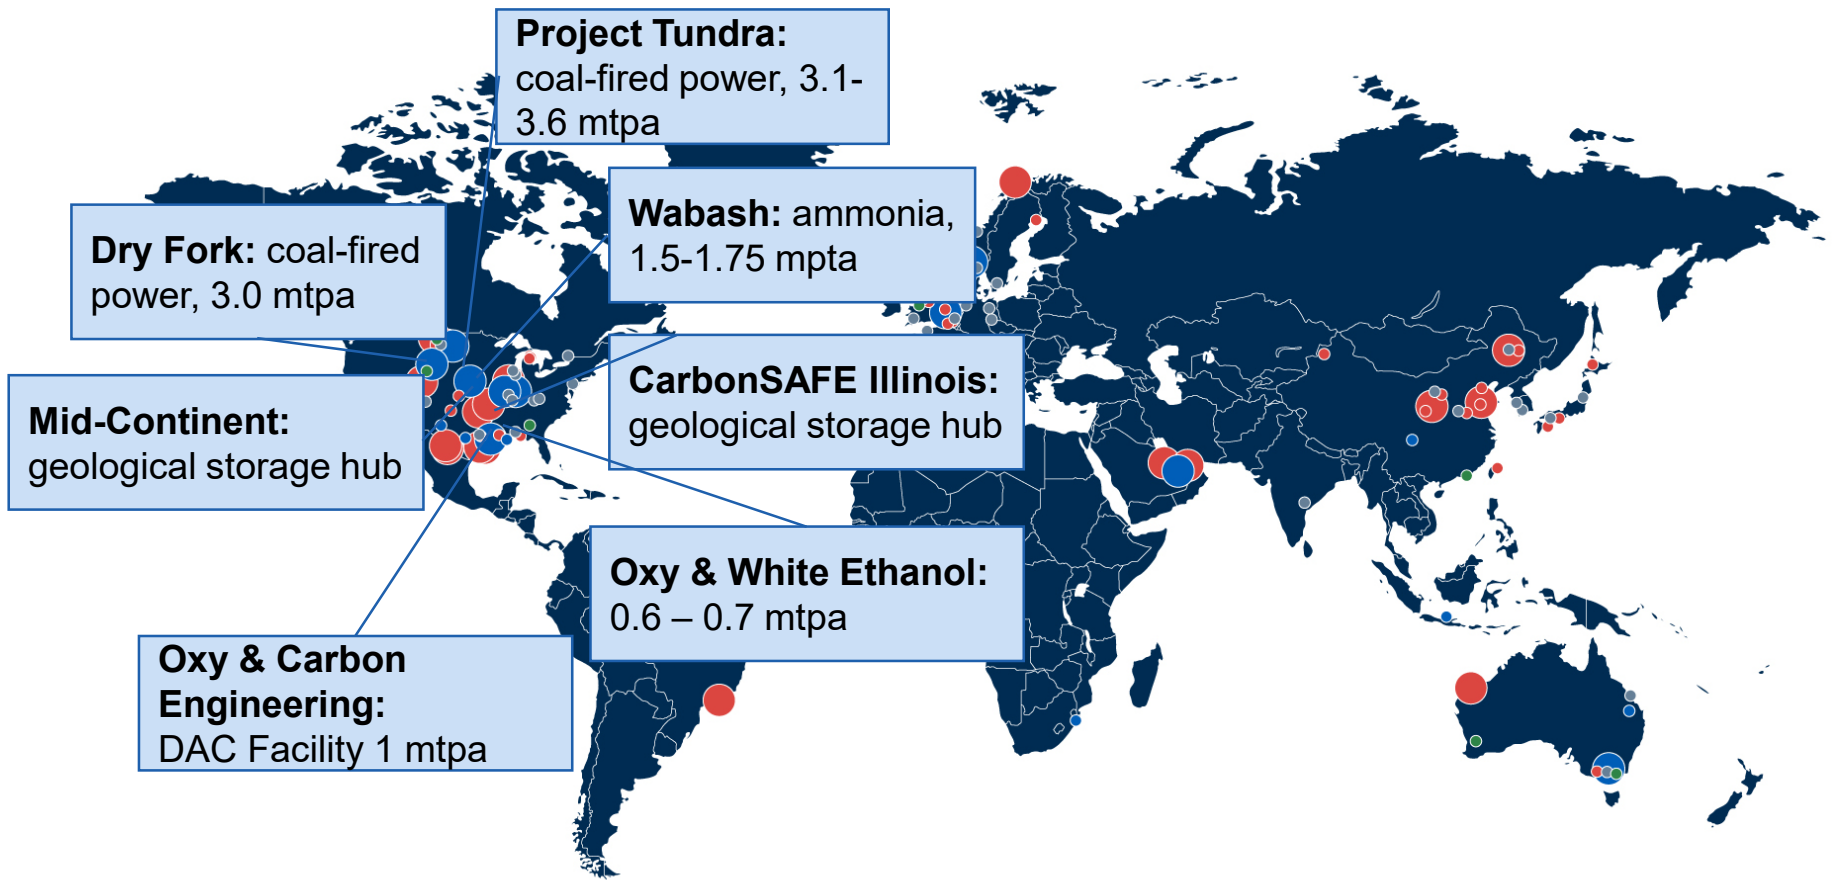 Project Tundra:
coal-fired power, 3.1-
3.6 mtpa
Wabash: ammonia,
1.5-1.75 mpta
Dry Fork: coal-fired
power, 3.0 mtpa
CarbonSAFE Illinois:
geological storage hub
Mid-Continent:
geological storage hub
Oxy & White Ethanol:
0.6 – 0.7 mtpa
Oxy & Carbon
Engineering:
DAC Facility 1 mtpa